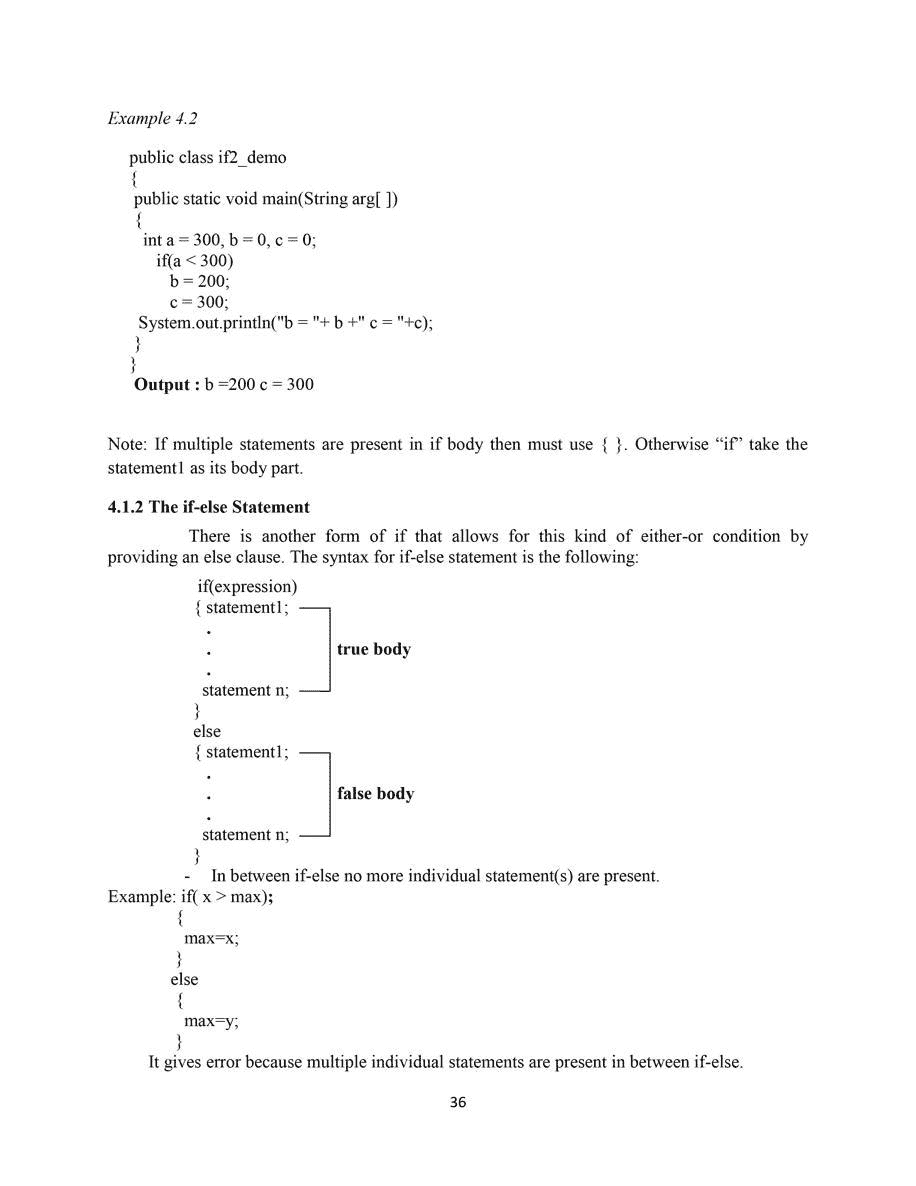 Example 4.2
public class if2_demo
{
public static void main(String arg[ ])
{
int a = 300, b = 0, c = 0;
if(a < 300)
b = 200;
c = 300;
System.out.println("b = "+ b +" c = "+c);
}
}
Output : b =200 c = 300
Note: If multiple statements are present in if body then must use { }. Otherwise “if” take the
statement1 as its body part.
4.1.2 The if-else Statement
There is another form of if that allows for this kind of either-or condition by
providing an else clause. The syntax for if-else statement is the following:
if(expression)
{ statement1;
.
. true body
.
statement n;
}
else
{ statement1;
.
. false body
.
statement n;
}
- In between if-else no more individual statement(s) are present.
Example: if( x > max);
{
max=x;
}
else
{
max=y;
}
It gives error because multiple individual statements are present in between if-else.
36